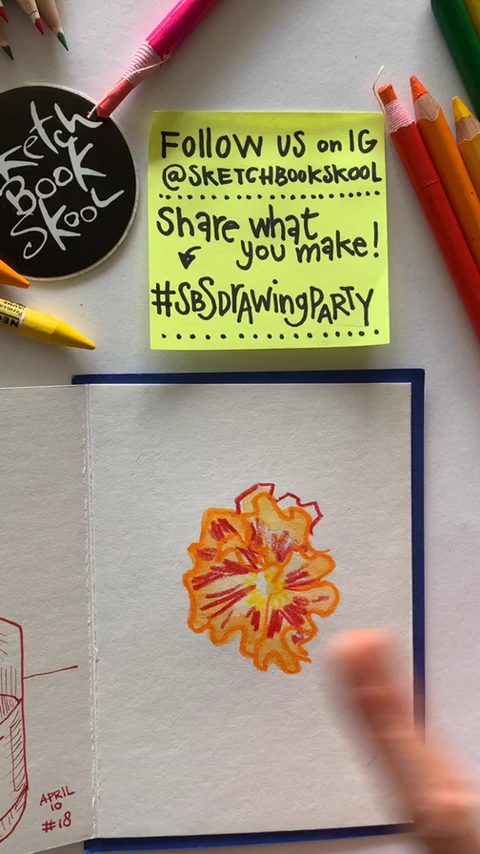 Sketch
Book
Skool
Follow us on IG
@SKETCHBOOKSKOOL
Share what
you make!
#SBSDRAWingPARTY
APRIL
10
#18